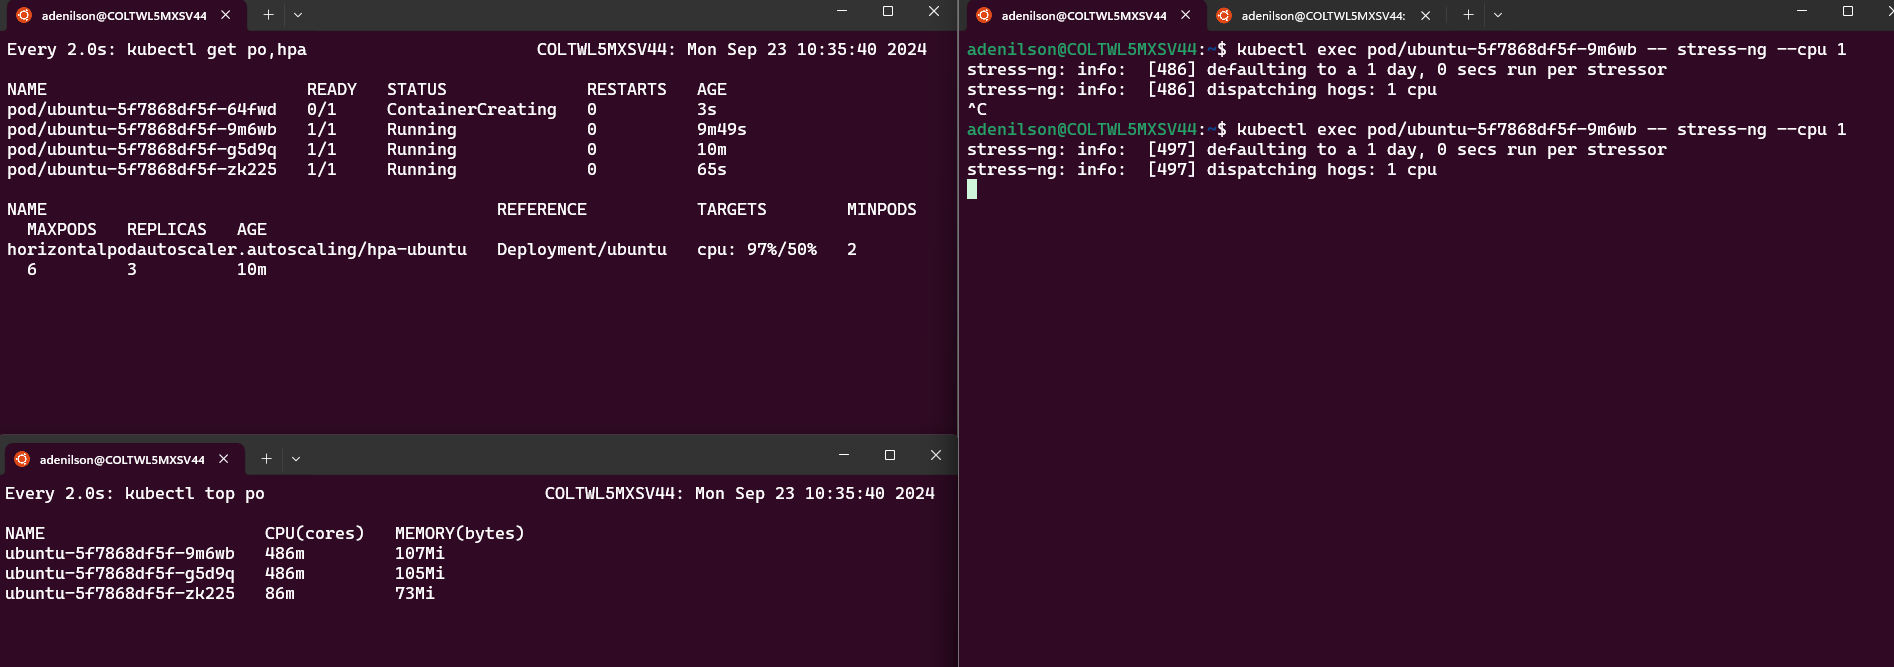 adenilson@COLTWL5MXSV44
Every 2.0s: kubectl get po,hpa COLTWL5MXSV44: Mon Sep 23 10:35:40 2024
NAME READY STATUS RESTARTS AGE
pod/ubuntu-5f7868df5f-64fwd 0/1 ContainerCreating 0 3s
pod/ubuntu-5f7868df5f-9m6wb 1/1 Running 0 9m49s
pod/ubuntu-5f7868df5f-g5d9q 1/1 Running 0 10m
pod/ubuntu-5f7868df5f-zk225 1/1 Running 0 65s
NAME REFERENCE TARGETS MINPODS
MAXPODS REPLICAS AGE
horizontalpodautoscaler.autoscaling/hpa-ubuntu Deployment/ubuntu cpu: 97%/50% 2
6 3 10m
adenilson@COLTWL5MXSV44
Every 2.0s: kubectl top po COLTWL5MXSV44: Mon Sep 23 10:35:40 2024
NAME CPU(cores) MEMORY(bytes)
ubuntu-5f7868df5f-9m6wb 486m 107Mi
ubuntu-5f7868df5f-g5d9q 486m 105Mi
ubuntu-5f7868df5f-zk225 86m 73Mi
adenilson@COLTWL5MXSV44 adenilson@COLTWL5MXSV44:
adenilson@COLTWL5MXSV44:~$ kubectl exec pod/ubuntu-5f7868df5f-9m6wb -- stress-ng --cpu 1
stress-ng: info: [486] defaulting to a 1 day, 0 secs run per stressor
stress-ng: info: [486] dispatching hogs: 1 cpu
^C
adenilson@COLTWL5MXSV44:~$ kubectl exec pod/ubuntu-5f7868df5f-9m6wb -- stress-ng --cpu 1
stress-ng: info: [497] defaulting to a 1 day, 0 secs run per stressor
stress-ng: info: [497] dispatching hogs: 1 cpu